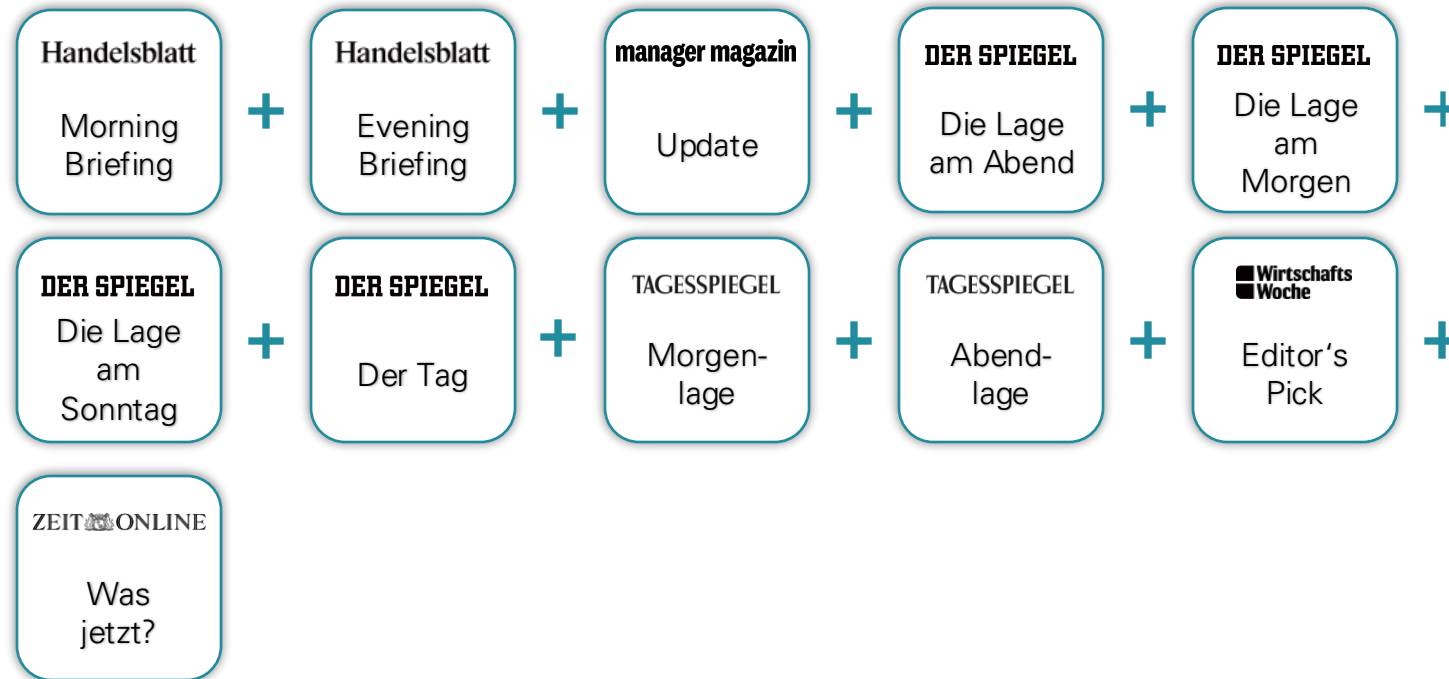 Handelsblatt
Morning
Briefing
+
Handelsblatt
Evening
Briefing
+
manager magazin
Update
+
DER SPIEGEL
Die Lage
am Abend
+
DER SPIEGEL
Die Lage
am
Morgen
+
DER SPIEGEL
Die Lage
am
Sonntag
+
DER SPIEGEL
Der Tag
+
TAGESSPIEGEL
Morgen-
lage
+
TAGESSPIEGEL
Abend-
lage
+
Wirtschafts
Woche
Editor‘s
Pick
+
ZEIT ONLINE
Was
jetzt?